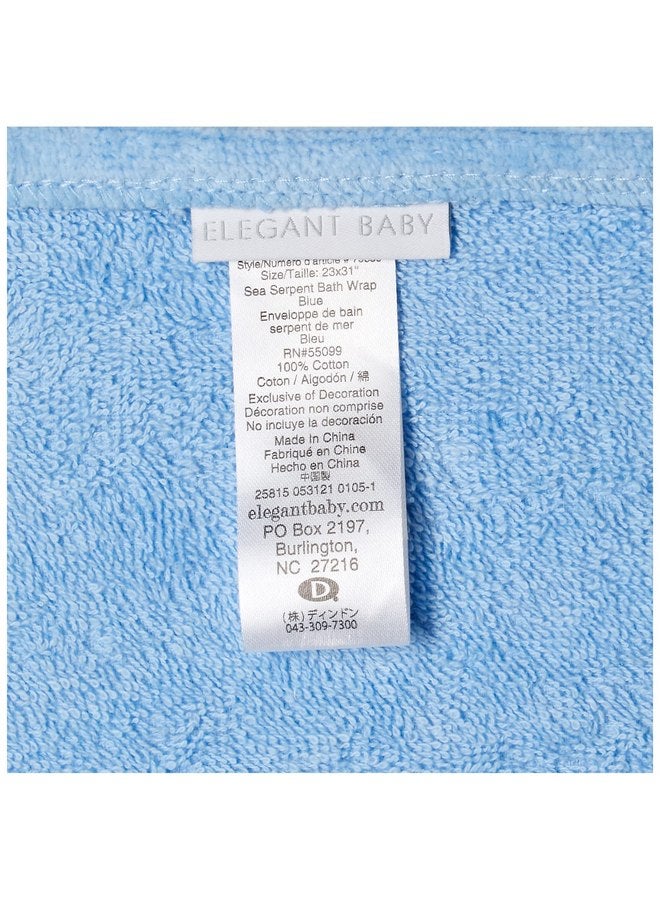 ELEGANT BABY
Style/Numéro d'article #
Size/Taille: 23x31"
Sea Serpent Bath Wrap
Blue
Enveloppe de bain
serpent de mer
Bleu
RN#55099
100% Cotton
Coton / Algodón / 綿
Exclusive of Decoration
Décoration non comprise
No incluye la decoración
Made In China
Fabriqué en Chine
Hecho en China
中国製
25815 053121 0105-1
elegantbaby.com
PO Box 2197,
Burlington,
NC 27216
D
(株) ディンドン
043-309-7300